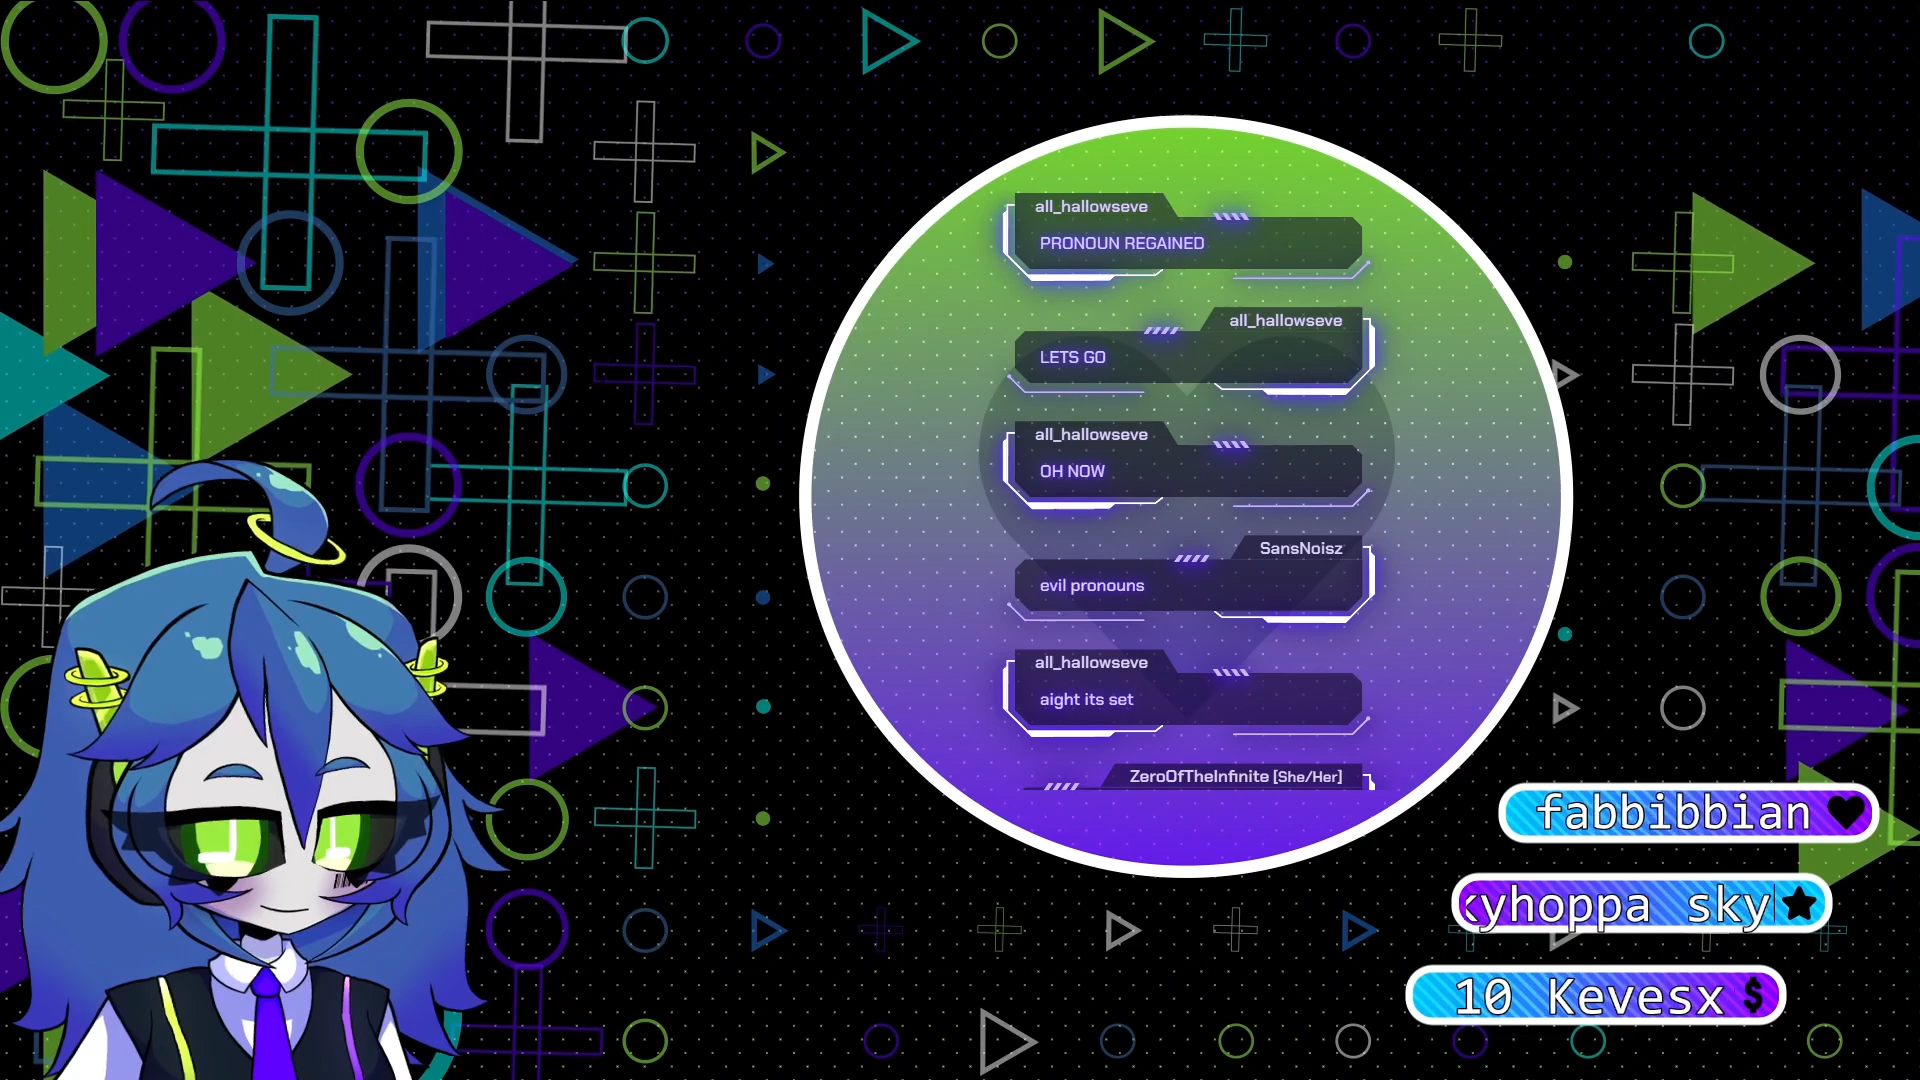 all_hallowseve
PRONOUN REGAINED
all_hallowseve
LETS GO
all_hallowseve
OH NOW
SansNoisz
evil pronouns
all_hallowseve
aight its set
ZeroOfTheInfinite [She/Her]
fabbibbian
kyhoppa sky
10 Kevesx $